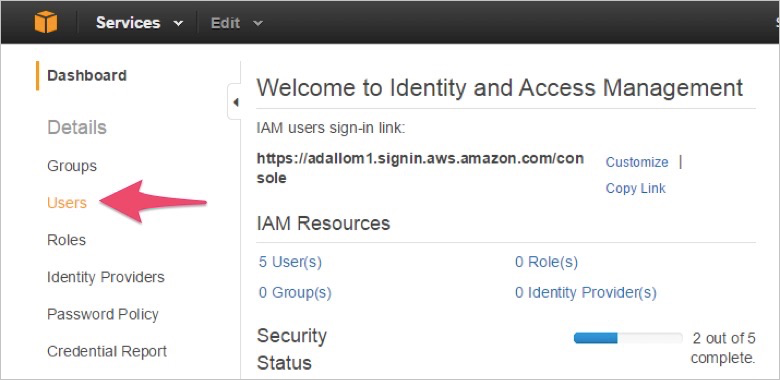 Services Edit
Dashboard
Details
Groups
Users
Roles
Identity Providers
Password Policy
Credential Report
Welcome to Identity and Access Management
IAM users sign-in link:
https://adallom1.signin.aws.amazon.com/con
sole
Customize |
Copy Link
IAM Resources
5 User(s) 0 Role(s)
0 Group(s) 0 Identity Provider(s)
Security
Status
2 out of 5
complete.